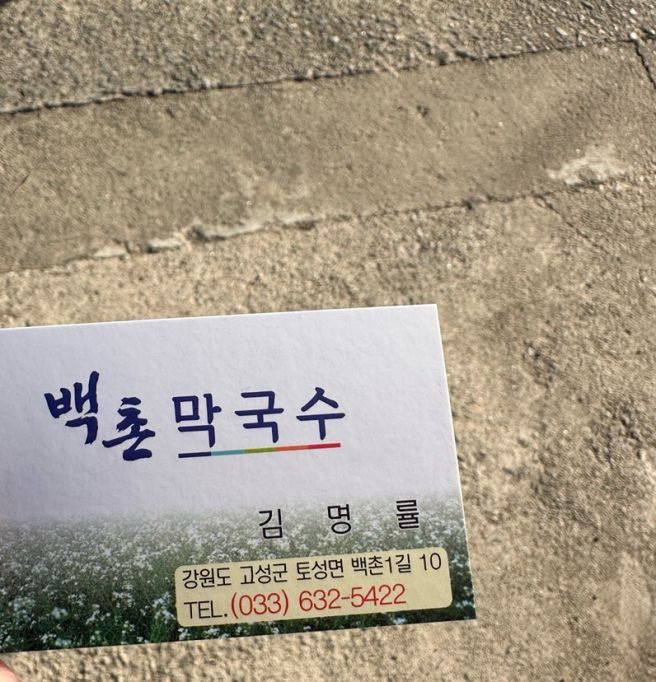 백촌 막국수
김 명 률
강원도 고성군 토성면 백촌1길 10
TEL.(033) 632-5422